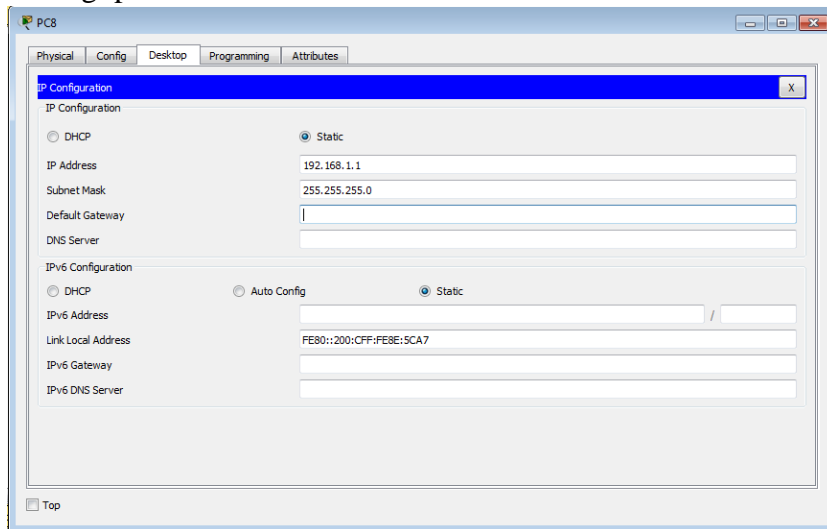 PC8
Physical Config Desktop Programming Attributes
IP Configuration X
IP Configuration
DHCP Static
IP Address 192.168.1.1
Subnet Mask 255.255.255.0
Default Gateway
DNS Server
IPv6 Configuration
DHCP Auto Config Static
IPv6 Address /
Link Local Address FE80::200:CFF:FE8E:5CA7
IPv6 Gateway
IPv6 DNS Server
Top